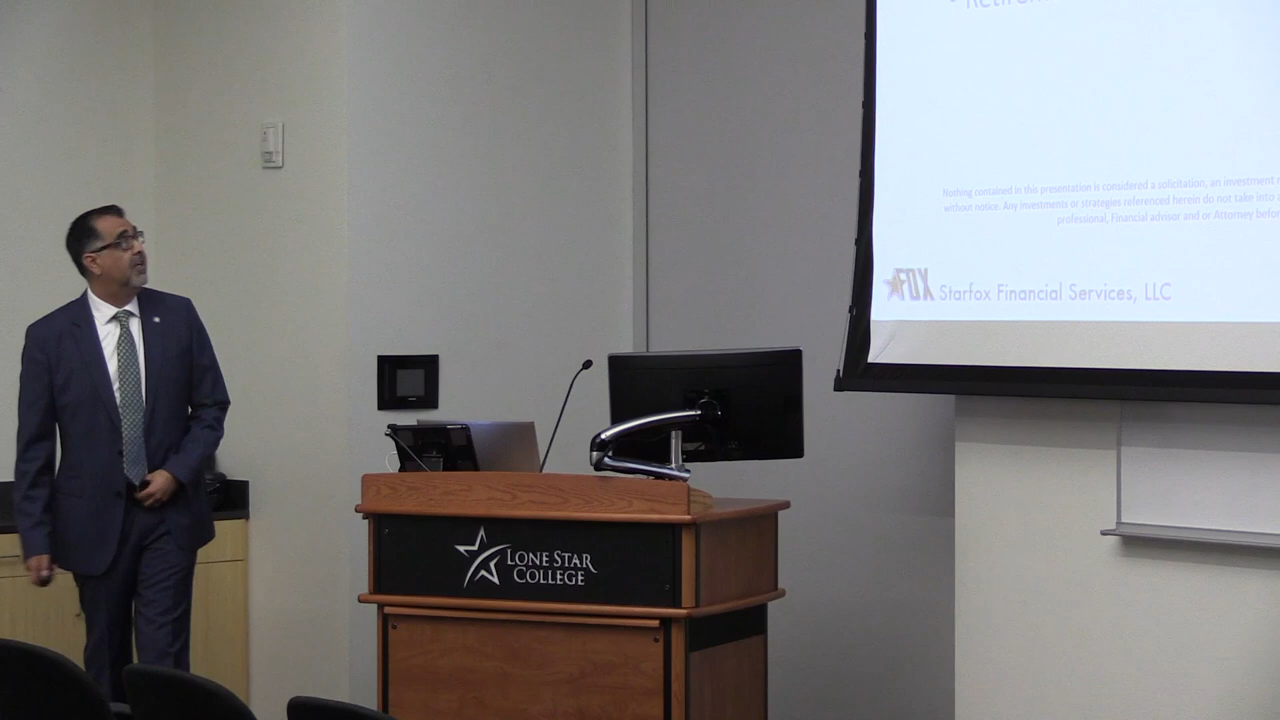 Nothing contained in this presentation is considered a solicitation, an investment
without notice. Any investments or strategies referenced herein do not take into
professional, Financial advisor and or Attorney
FOX Starfox Financial Services, LLC
LONE STAR
COLLEGE